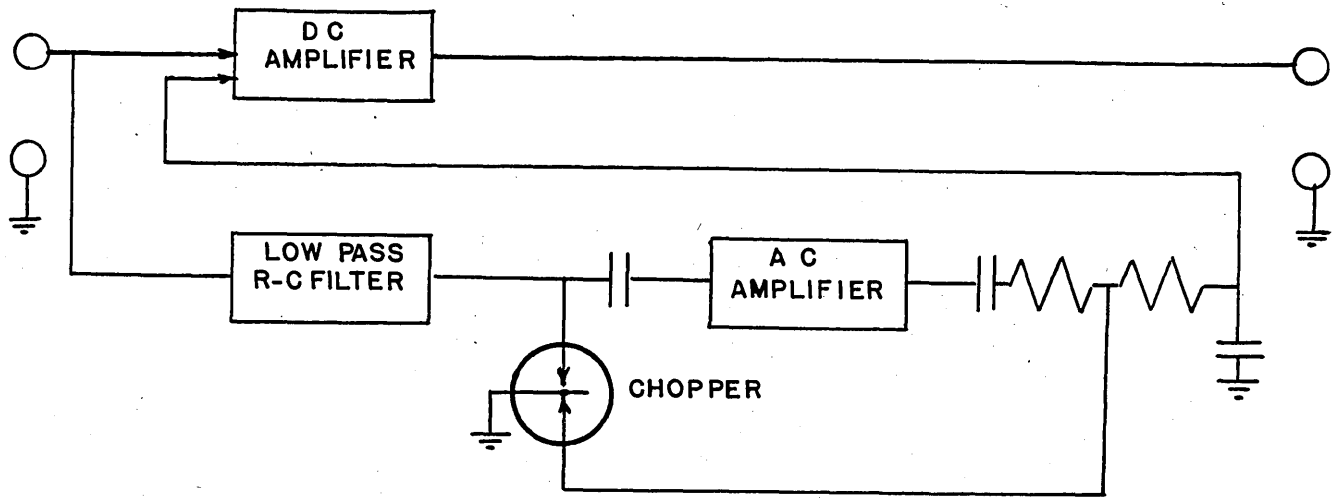 DC
AMPLIFIER
LOW PASS
R-C FILTER
AC
AMPLIFIER
CHOPPER